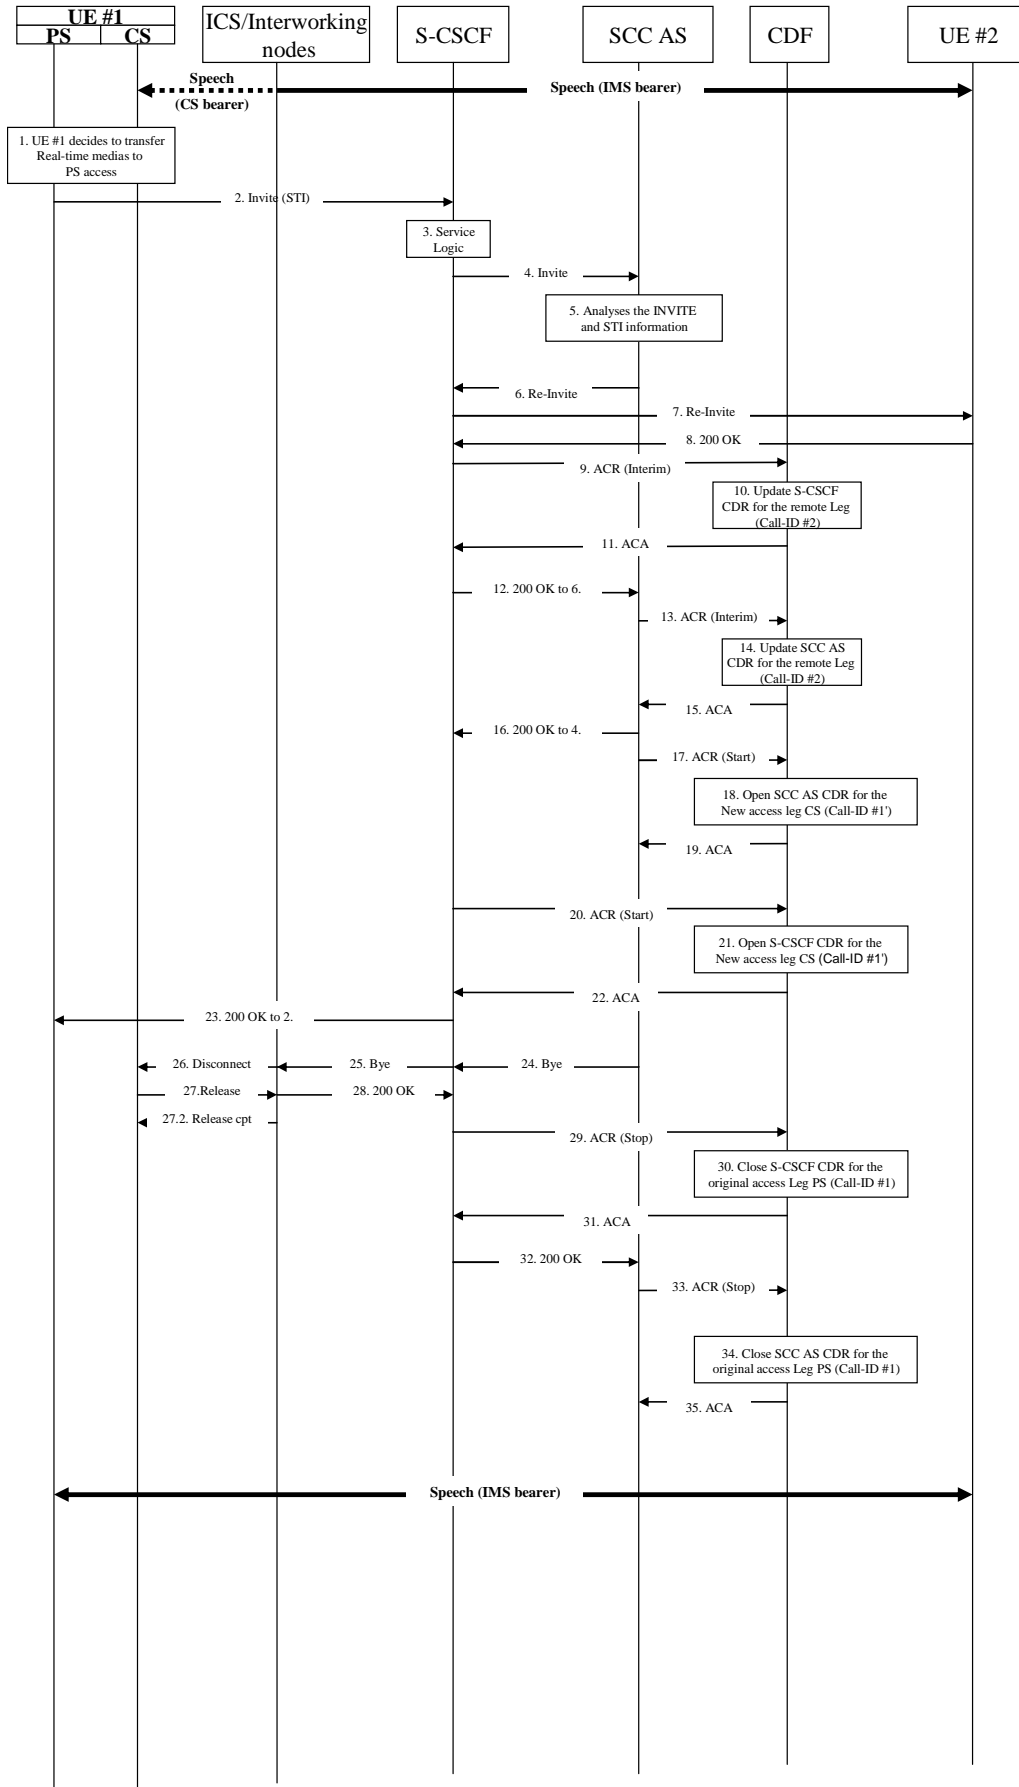 UE #1
PS
CS
ICS/Interworking
nodes
S-CSCF
SCC AS
CDF
UE #2
Speech
(CS bearer)
Speech (IMS bearer)
1. UE #1 decides to transfer
Real-time medias to
PS access
2. Invite (STI)
3. Service
Logic
4. Invite
5. Analyses the INVITE
and STI information
6. Re-Invite
7. Re-Invite
8. 200 OK
9. ACR (Interim)
10. Update S-CSCF
CDR for the remote Leg
(Call-ID #2)
11. ACA
12. 200 OK to 6.
13. ACR (Interim)
14. Update SCC AS
CDR for the remote Leg
(Call-ID #2)
15. ACA
16. 200 OK to 4.
17. ACR (Start)
18. Open SCC AS CDR for the
New access leg CS (Call-ID #1')
19. ACA
20. ACR (Start)
21. Open S-CSCF CDR for the
New access leg CS (Call-ID #1')
22. ACA
23. 200 OK to 2.
26. Disconnect
25. Bye
24. Bye
27.Release
28. 200 OK
27.2. Release cpt
29. ACR (Stop)
30. Close S-CSCF CDR for the
original access Leg PS (Call-ID #1)
31. ACA
32. 200 OK
33. ACR (Stop)
34. Close SCC AS CDR for the
original access Leg PS (Call-ID #1)
35. ACA
Speech (IMS bearer)